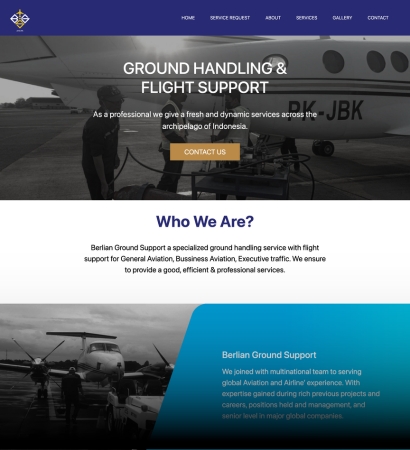 HOME SERVICE REQUEST ABOUT SERVICES GALLERY CONTACT
GROUND HANDLING &
FLIGHT SUPPORT
As a professional we give a fresh and dynamic services across the
archipelago of Indonesia.
PK-JBK
CONTACT US
Who We Are?
Berlian Ground Support a specialized ground handling service with flight
support for General Aviation, Bussiness Aviation, Executive traffic. We ensure
to provide a good, efficient & professional services.
Berlian Ground Support
We joined with multinational team to serving
global Aviation and Airline' experience. With
expertise gained during rich previous projects and
careers, positions held and management, and
senior level in major global companies.